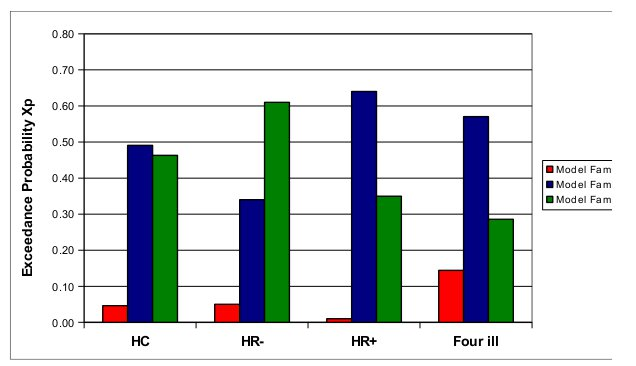 0.80
0.70
0.60
0.50
0.40
0.30
0.20
0.10
0.00
Exceedance Probability Xp
HC HR- HR+ Four ill
Model Fam
Model Fam
Model Fam